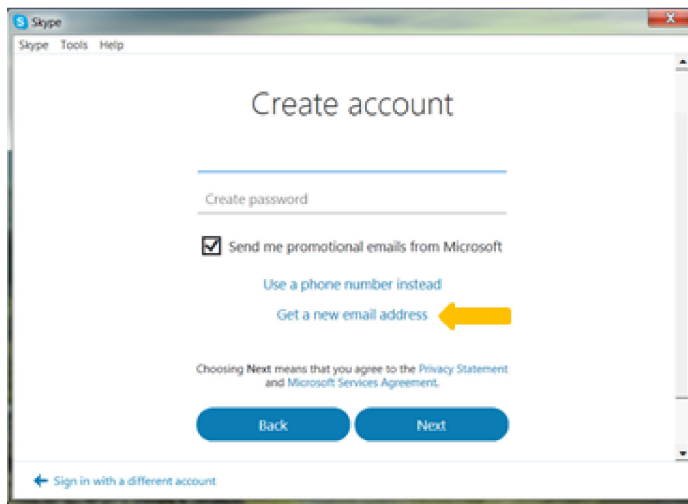 Skype
Skype Tools Help
Create account
Create password
Send me promotional emails from Microsoft
Use a phone number instead
Get a new email address
Choosing Next means that you agree to the Privacy Statement
and Microsoft Services Agreement.
Back Next
Sign in with a different account